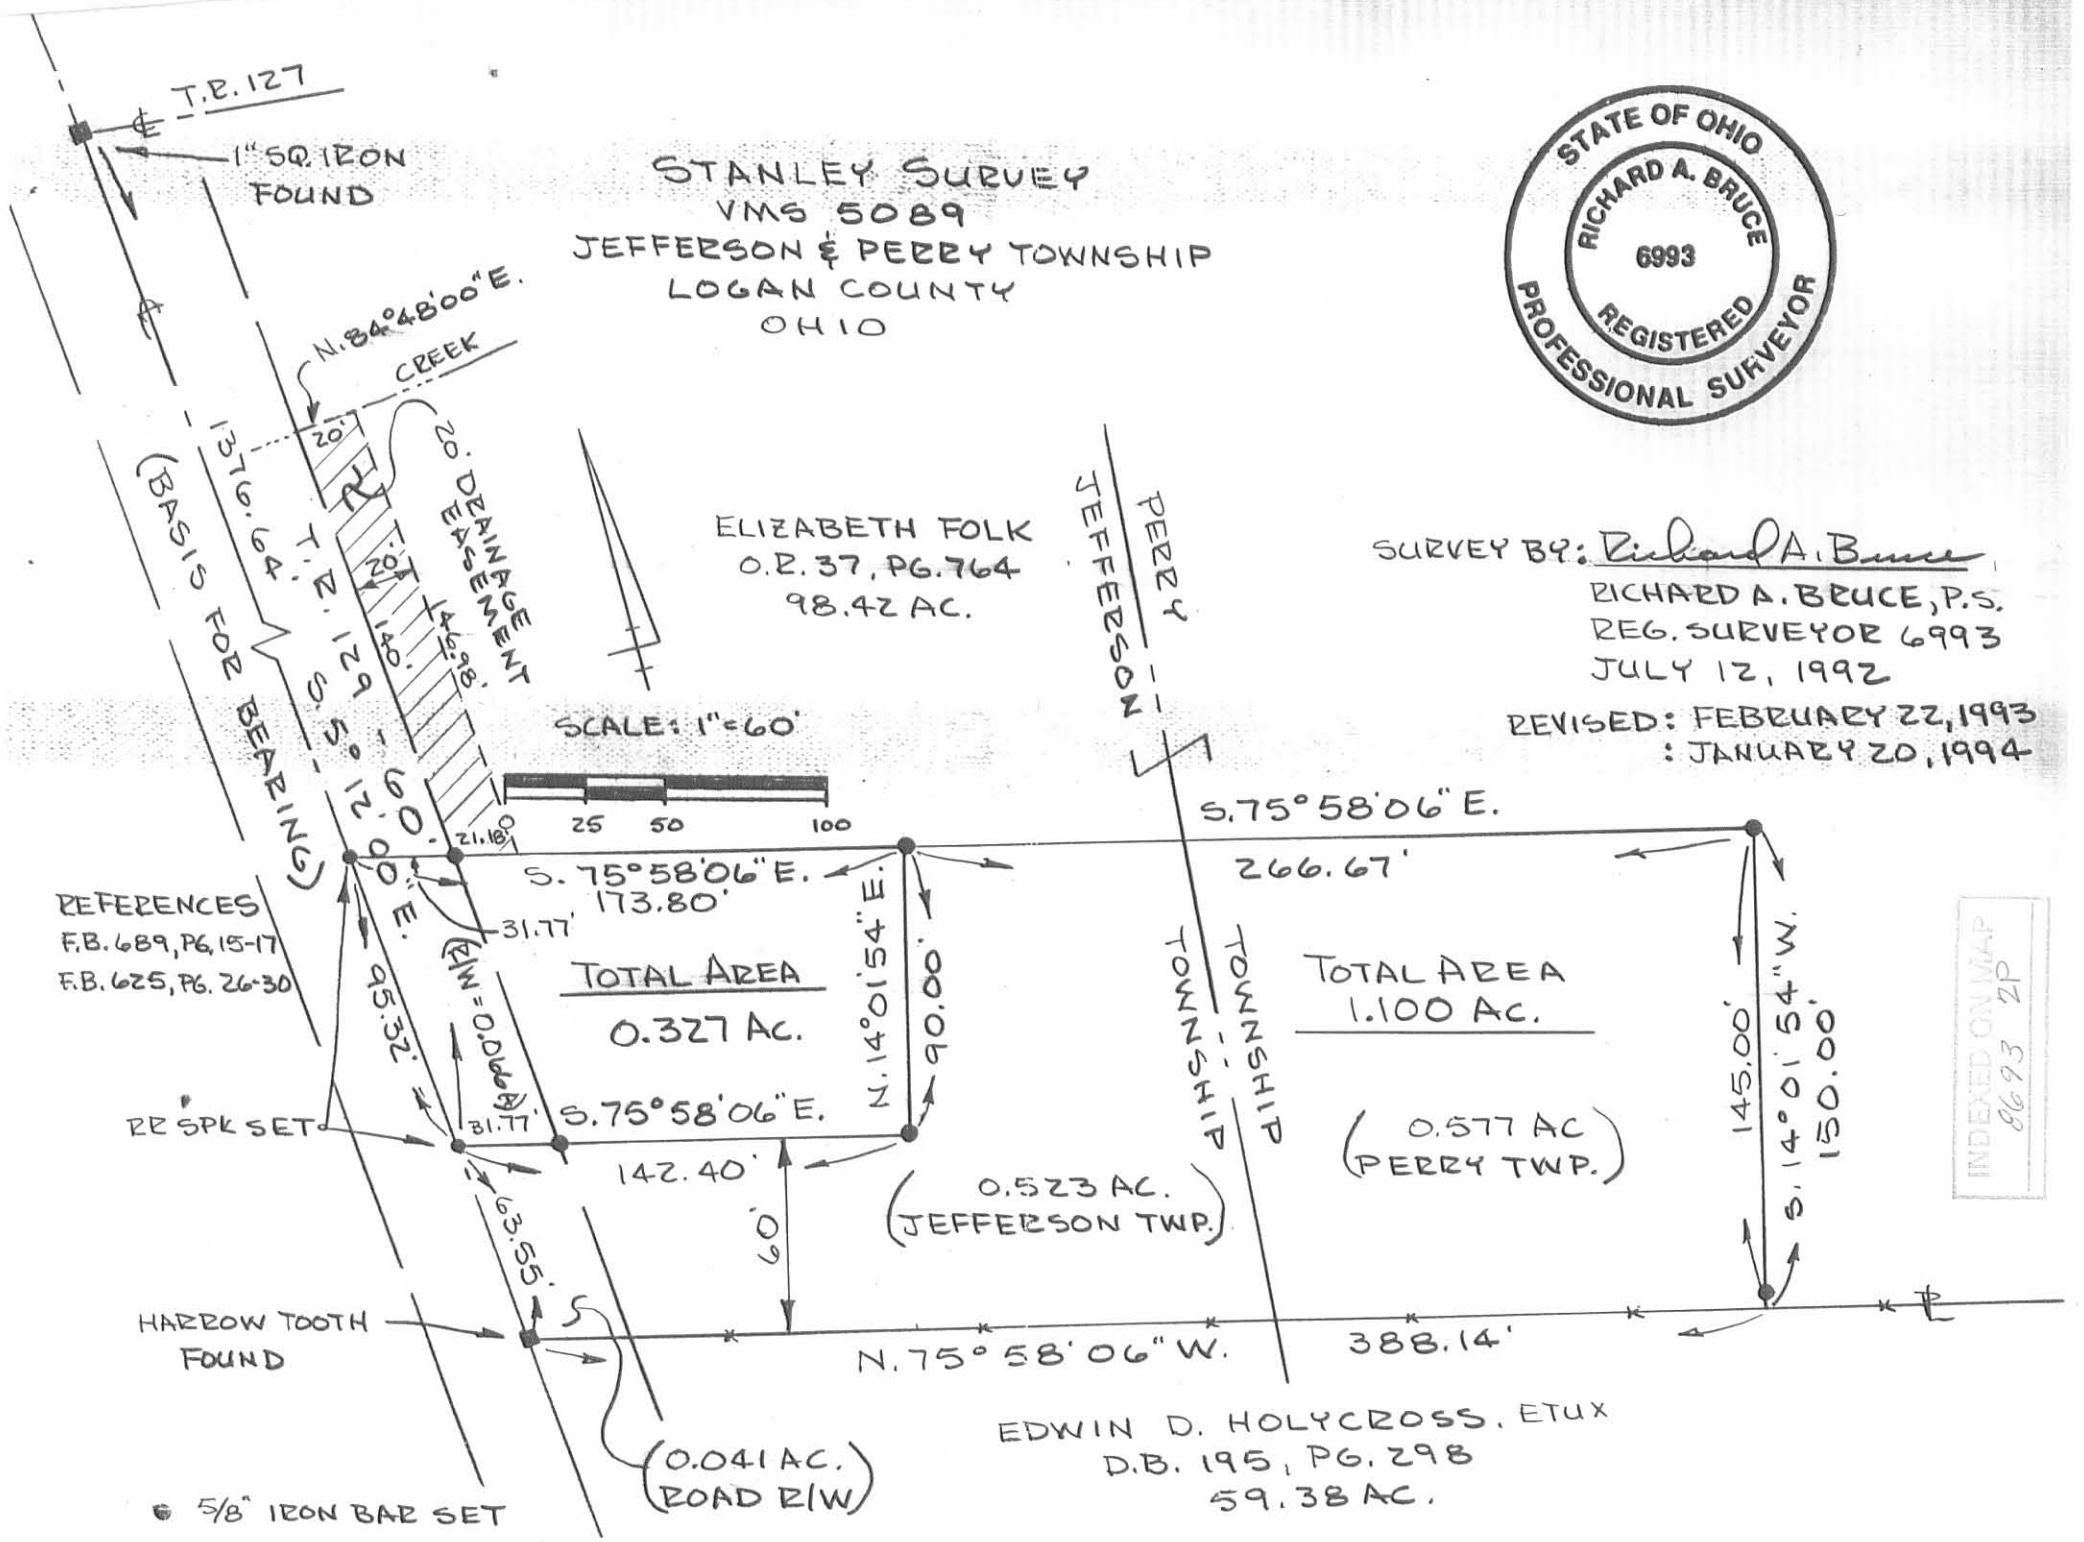 T.R. 127
℄
1" SQ. IRON
FOUND
STANLEY SURVEY
VMS 5089
JEFFERSON & PERRY TOWNSHIP
LOGAN COUNTY
OHIO
STATE OF OHIO
RICHARD A. BRUCE
6993
REGISTERED
PROFESSIONAL SURVEYOR
N. 84°48'00" E.
CREEK
20'
20' DRAINAGE
EASEMENT
1376.64'
(BASIS FOR BEARING)
T.R. 129 - 60'
S. 5°12'00" E.
20'
140'
146.98'
ELIZABETH FOLK
O.R. 37, PG. 764
98.42 AC.
PERRY
JEFFERSON
SURVEY BY: Richard A. Bruce
RICHARD A. BRUCE, P.S.
REG. SURVEYOR 6993
JULY 12, 1992
REVISED: FEBRUARY 22, 1993
: JANUARY 20, 1994
SCALE: 1"=60'
0 25 50 100
21.18'
S. 75°58'06" E.
266.67'
S. 75°58'06" E.
173.80'
31.77'
REFERENCES
F.B. 689, PG, 15-17
F.B. 625, PG. 26-30
95.32'
TOTAL AREA
0.327 AC.
N. 14°01'54" E.
90.00'
TOWNSHIP
TOWNSHIP
TOTAL AREA
1.100 AC.
145.00'
S. 14°01'54" W.
150.00'
INDEXED ON MAP
8693 2P
RR SPK SET
31.77'
S. 75°58'06" E.
142.40'
60'
0.523 AC.
(JEFFERSON TWP.)
0.577 AC
(PERRY TWP.)
63.55'
HARROW TOOTH
FOUND
N. 75°58'06" W.
388.14'
℄
(0.041 AC.
ROAD R/W)
EDWIN D. HOLYCROSS, ETUX
D.B. 195, PG. 298
59.38 AC.
5/8" IRON BAR SET